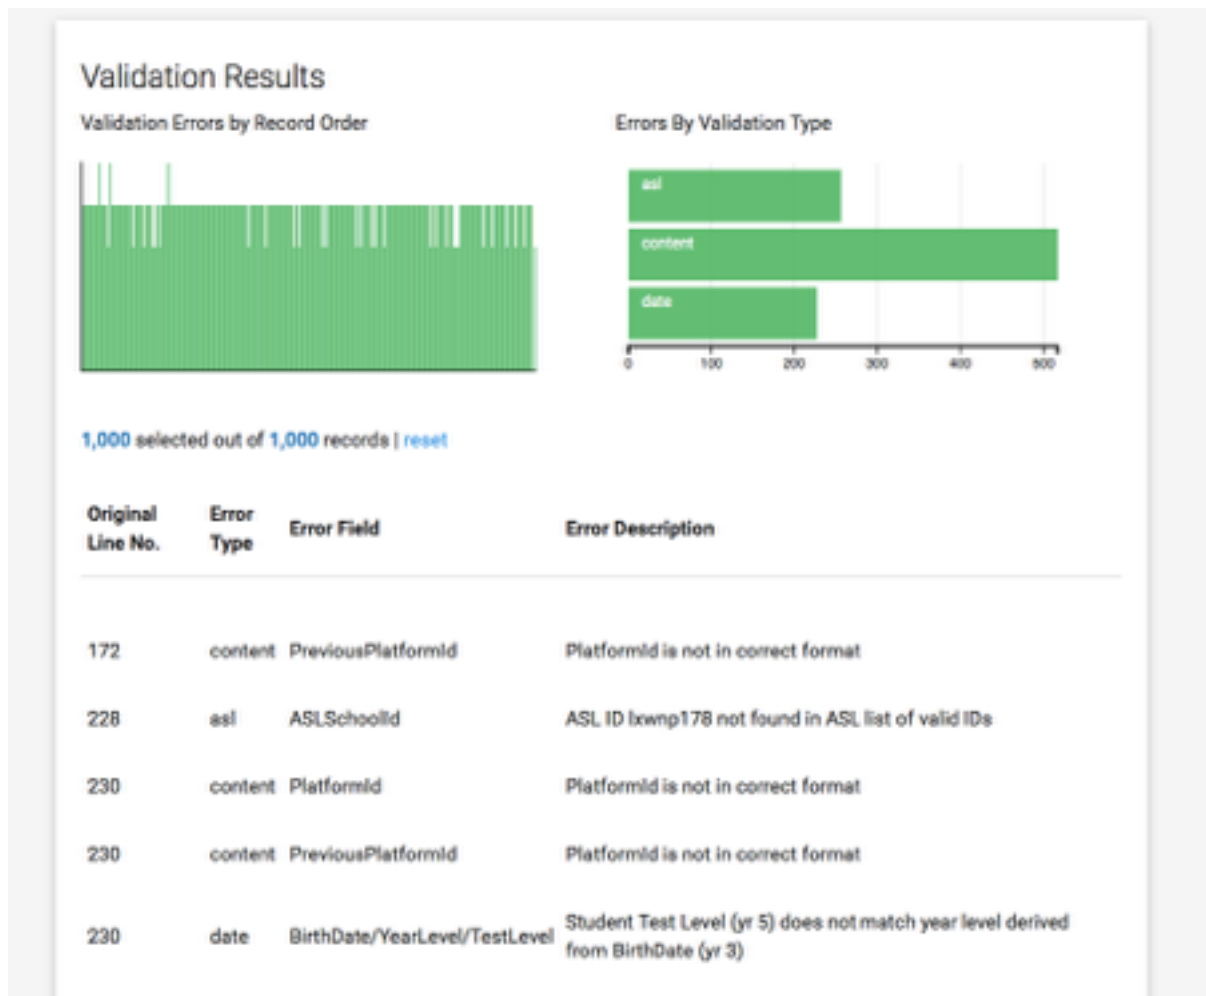 Validation Results
Validation Errors by Record Order
Errors By Validation Type
asl
content
date
0 100 200 300 400 500
1,000 selected out of 1,000 records | reset
Original Line No. Error Type Error Field Error Description
172 content PreviousPlatformId PlatformId is not in correct format
228 asl ASLSchoolId ASL ID lxwnp178 not found in ASL list of valid IDs
230 content PlatformId PlatformId is not in correct format
230 content PreviousPlatformId PlatformId is not in correct format
230 date BirthDate/YearLevel/TestLevel Student Test Level (yr 5) does not match year level derived
from BirthDate (yr 3)